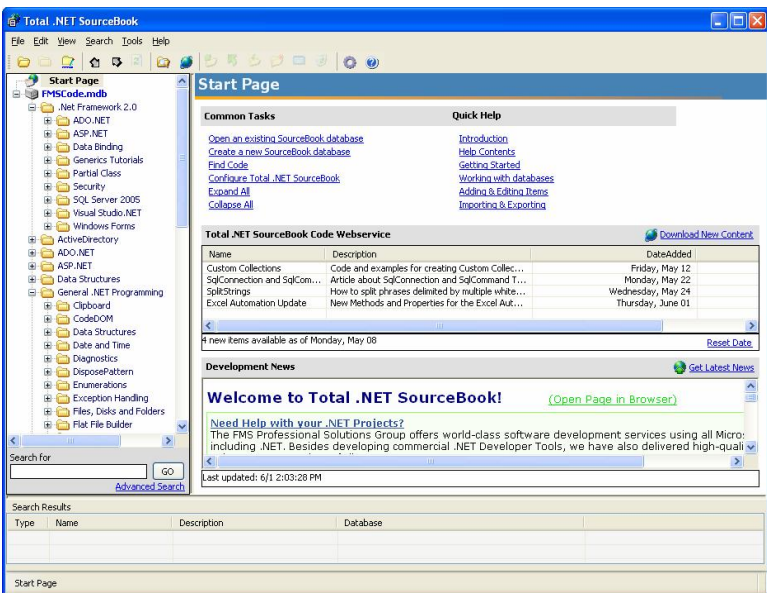 Total .NET SourceBook
File Edit View Search Tools Help
Start Page
FMSCode.mdb
.Net Framework 2.0
ADO.NET
ASP.NET
Data Binding
Generics Tutorials
Partial Class
Security
SQL Server 2005
Visual Studio.NET
Windows Forms
ActiveDirectory
ADO.NET
ASP.NET
Data Structures
General .NET Programming
Clipboard
CodeDOM
Data Structures
Date and Time
Diagnostics
DisposePattern
Enumerations
Exception Handling
Files, Disks and Folders
Flat File Builder
Search for
GO
Advanced Search
Start Page
Common Tasks
Open an existing SourceBook database
Create a new SourceBook database
Find Code
Configure Total .NET SourceBook
Expand All
Collapse All
Quick Help
Introduction
Help Contents
Getting Started
Working with databases
Adding & Editing Items
Importing & Exporting
Total .NET SourceBook Code Webservice Download New Content
Name Description DateAdded
Custom Collections Code and examples for creating Custom Collec... Friday, May 12
SqlConnection and SqlCom... Article about SqlConnection and SqlCommand T... Monday, May 22
SplitStrings How to split phrases delimited by multiple white... Wednesday, May 24
Excel Automation Update New Methods and Properties for the Excel Aut... Thursday, June 01
4 new items available as of Monday, May 08 Reset Date
Development News Get Latest News
Welcome to Total .NET SourceBook! (Open Page in Browser)
Need Help with your .NET Projects?
The FMS Professional Solutions Group offers world-class software development services using all Micro
including .NET. Besides developing commercial .NET Developer Tools, we have also delivered high-quali
Last updated: 6/1 2:03:28 PM
Search Results
Type Name Description Database
Start Page